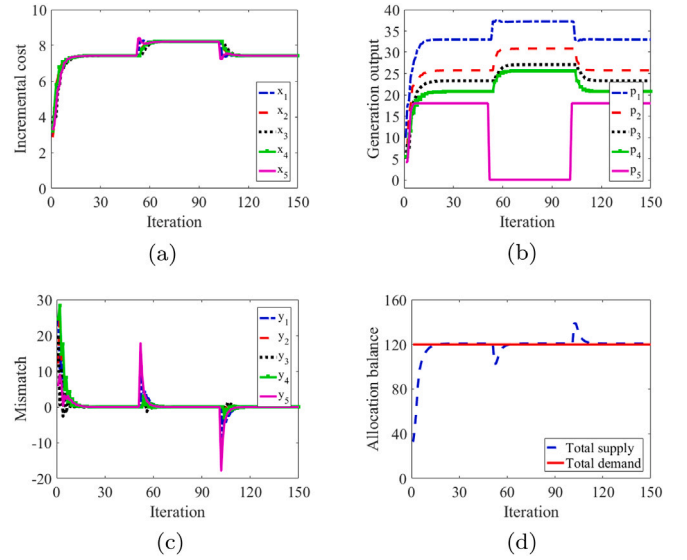 12
10
8
6
4
2
0
Incremental cost
x1
x2
x3
x4
x5
0 30 60 90 120 150
Iteration
(a)
40
35
30
25
20
15
10
5
0
Generation output
p1
p2
p3
p4
p5
0 30 60 90 120 150
Iteration
(b)
30
20
10
0
-10
-20
Mismatch
y1
y2
y3
y4
y5
0 30 60 90 120 150
Iteration
(c)
160
120
80
40
0
Allocation balance
Total supply
Total demand
0 30 60 90 120 150
Iteration
(d)